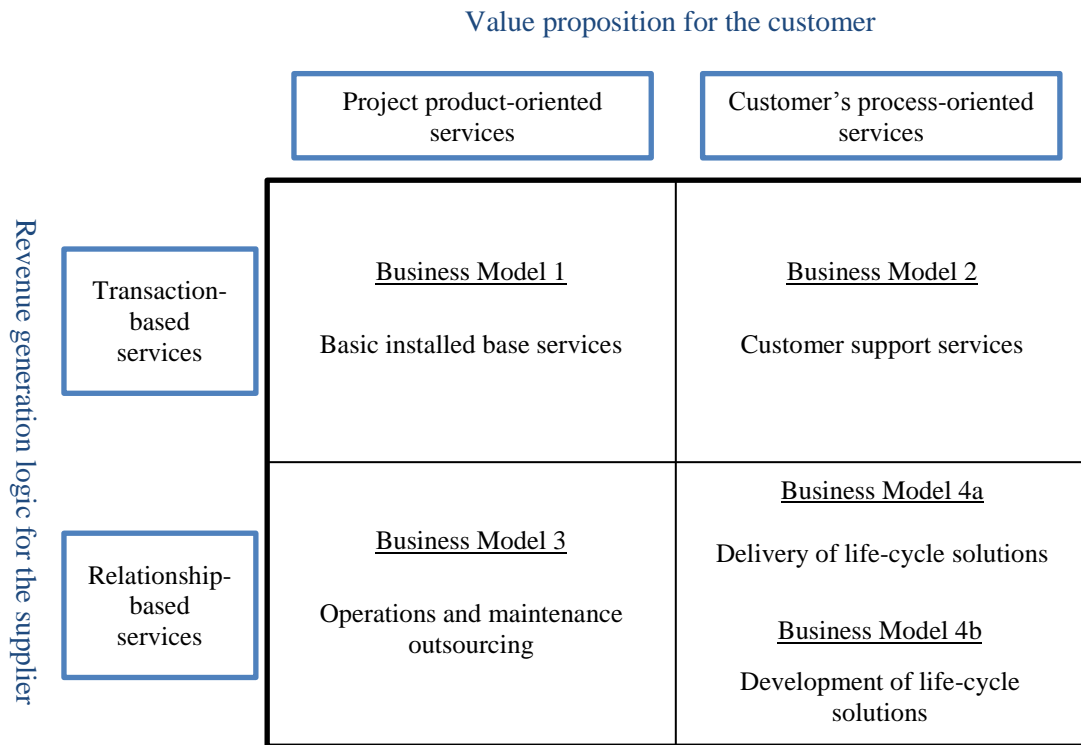 Value proposition for the customer
Project product-oriented
services
Customer's process-oriented
services
Revenue generation logic for the supplier
Transaction-
based
services
Business Model 1
Basic installed base services
Business Model 2
Customer support services
Relationship-
based
services
Business Model 3
Operations and maintenance
outsourcing
Business Model 4a
Delivery of life-cycle solutions
Business Model 4b
Development of life-cycle
solutions